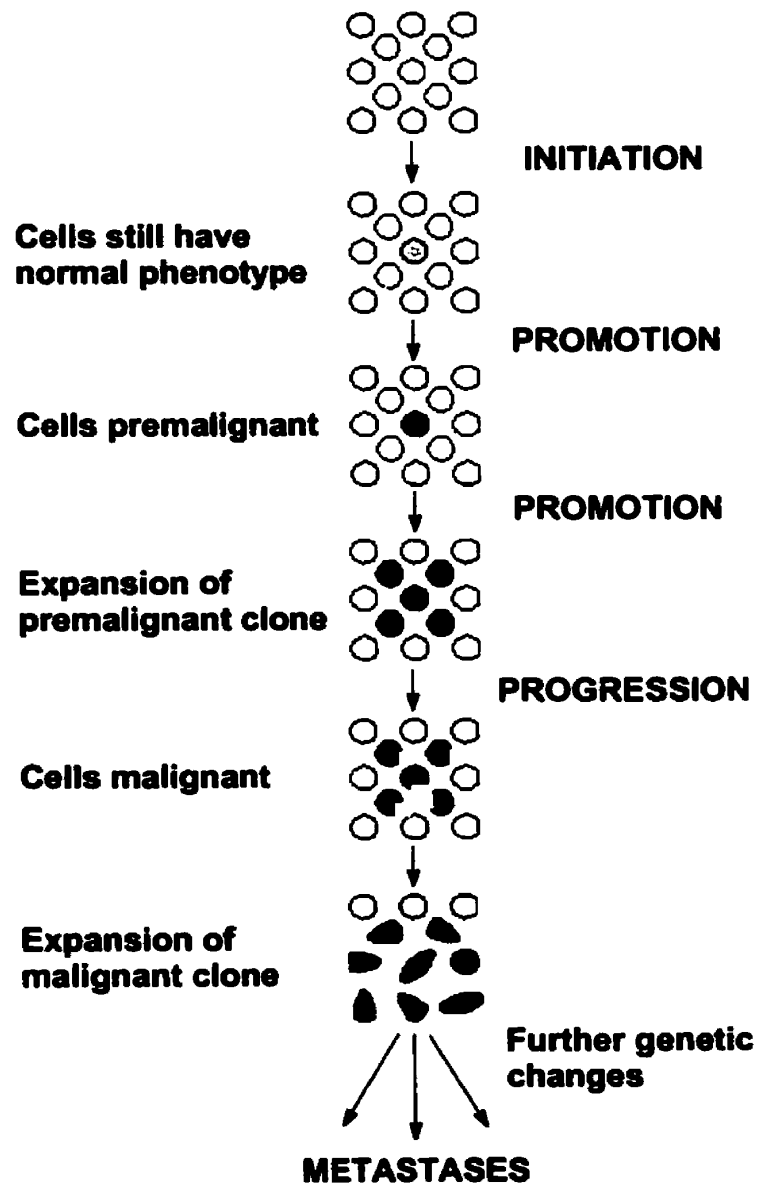 INITIATION
Cells still have
normal phenotype
PROMOTION
Cells premalignant
PROMOTION
Expansion of
premalignant clone
PROGRESSION
Cells malignant
Expansion of
malignant clone
Further genetic
changes
METASTASES